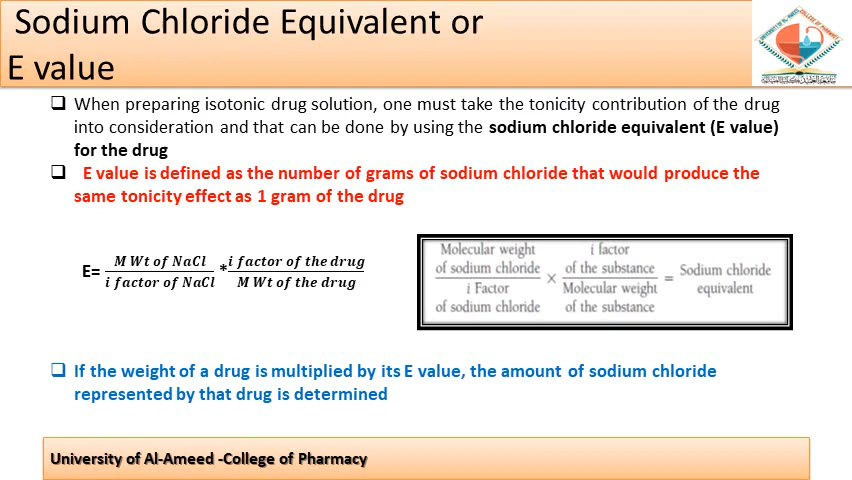 Sodium Chloride Equivalent or
E value
❑ When preparing isotonic drug solution, one must take the tonicity contribution of the drug
into consideration and that can be done by using the sodium chloride equivalent (E value)
for the drug
❑ E value is defined as the number of grams of sodium chloride that would produce the
same tonicity effect as 1 gram of the drug
E= M Wt of NaCl / i factor of NaCl * i factor of the drug / M Wt of the drug
Molecular weight
of sodium chloride
i Factor
of sodium chloride
×
i factor
of the substance
Molecular weight
of the substance
= Sodium chloride
equivalent
❑ If the weight of a drug is multiplied by its E value, the amount of sodium chloride
represented by that drug is determined
University of Al-Ameed -College of Pharmacy